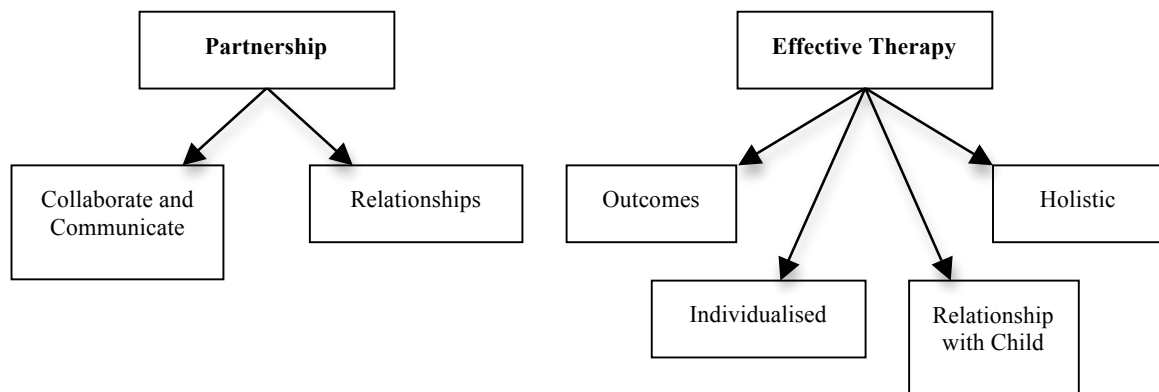 Partnership
Effective Therapy
Collaborate and
Communicate
Relationships
Outcomes
Holistic
Individualised
Relationship
with Child